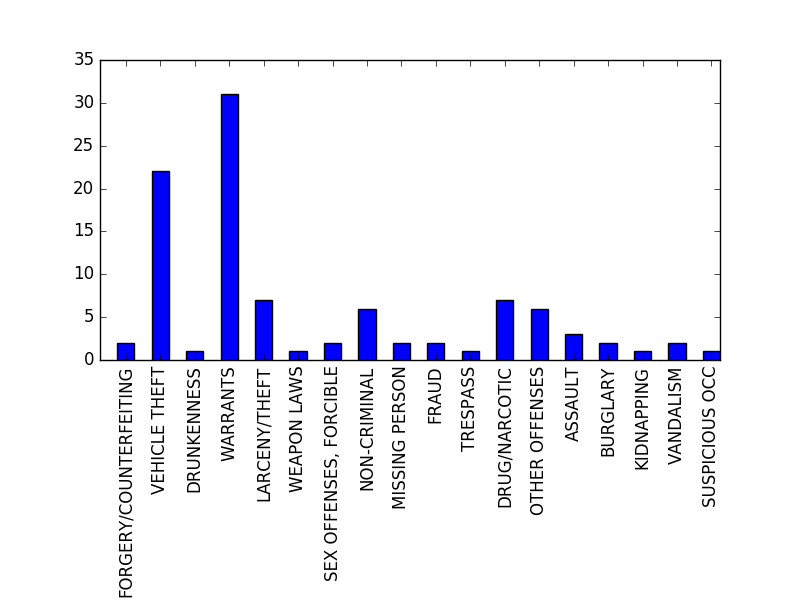 35
30
25
20
15
10
5
0
FORGERY/COUNTERFEITING
VEHICLE THEFT
DRUNKENNESS
WARRANTS
LARCENY/THEFT
WEAPON LAWS
SEX OFFENSES, FORCIBLE
NON-CRIMINAL
MISSING PERSON
FRAUD
TRESPASS
DRUG/NARCOTIC
OTHER OFFENSES
ASSAULT
BURGLARY
KIDNAPPING
VANDALISM
SUSPICIOUS OCC